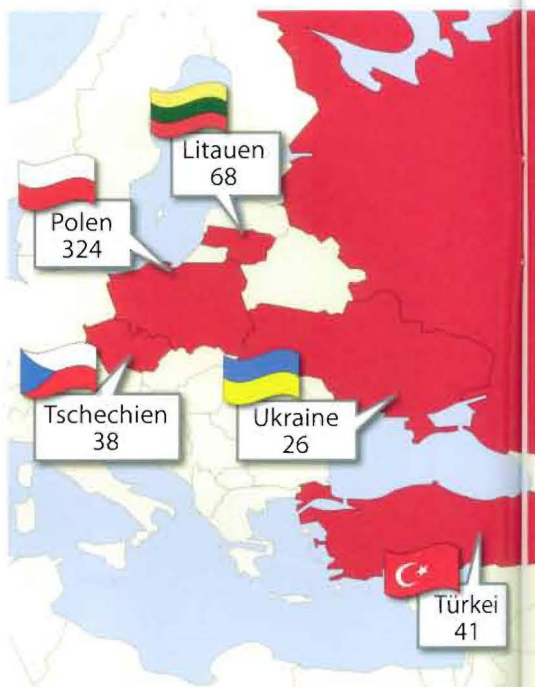 Litauen
68
Polen
324
Tschechien
38
Ukraine
26
Türkei
41